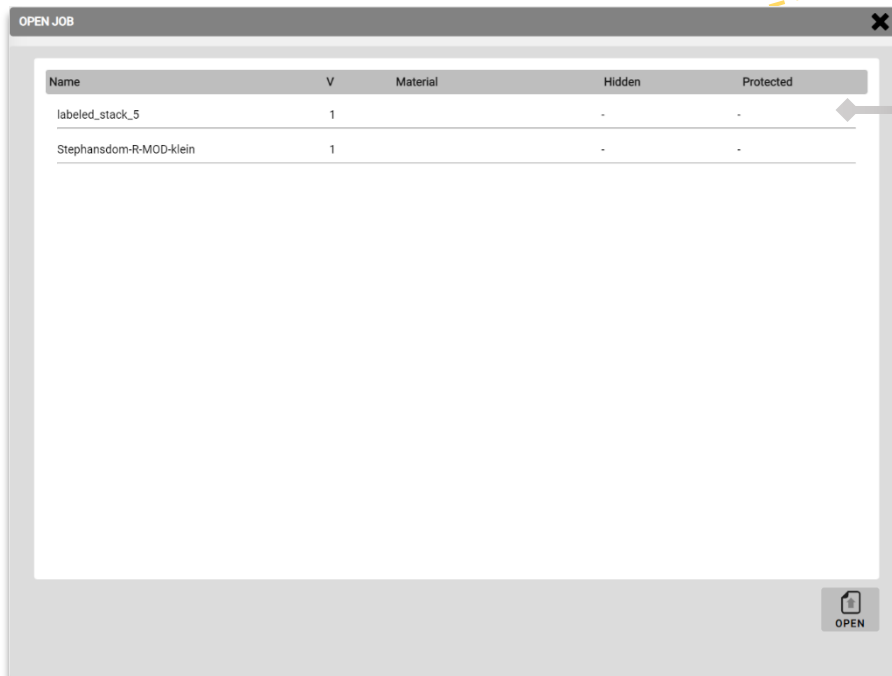 OPEN JOB
Name V Material Hidden Protected
labeled_stack_5 1 - -
Stephansdom-R-MOD-klein 1 - -
OPEN